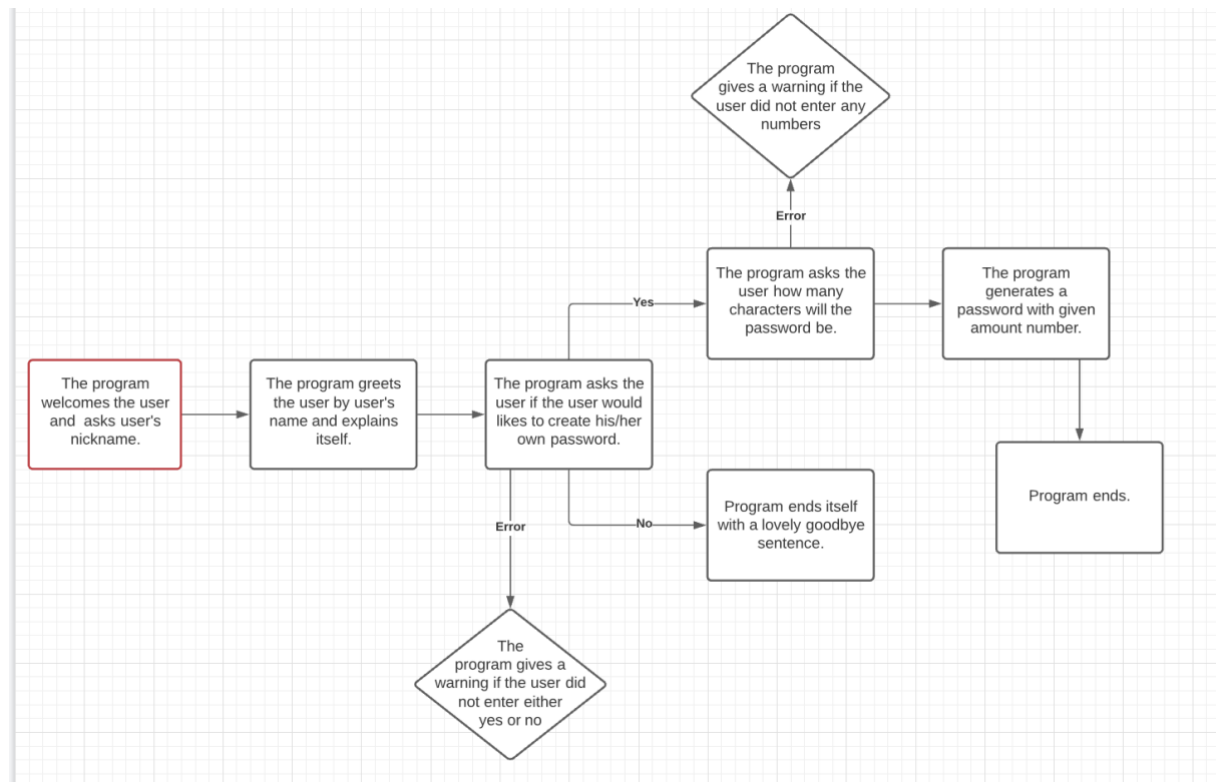 The program
gives a warning if the
user did not enter any
numbers
Error
The program asks the
user how many
characters will the
password be.
The program
generates a
password with given
amount number.
Yes
The program
welcomes the user
and  asks user's
nickname.
The program greets
the user by user's
name and explains
itself.
The program asks the
user if the user would
likes to create his/her
own password.
Program ends.
No
Program ends itself
with a lovely goodbye
sentence.
Error
The
program gives a
warning if the user did
not enter either
yes or no